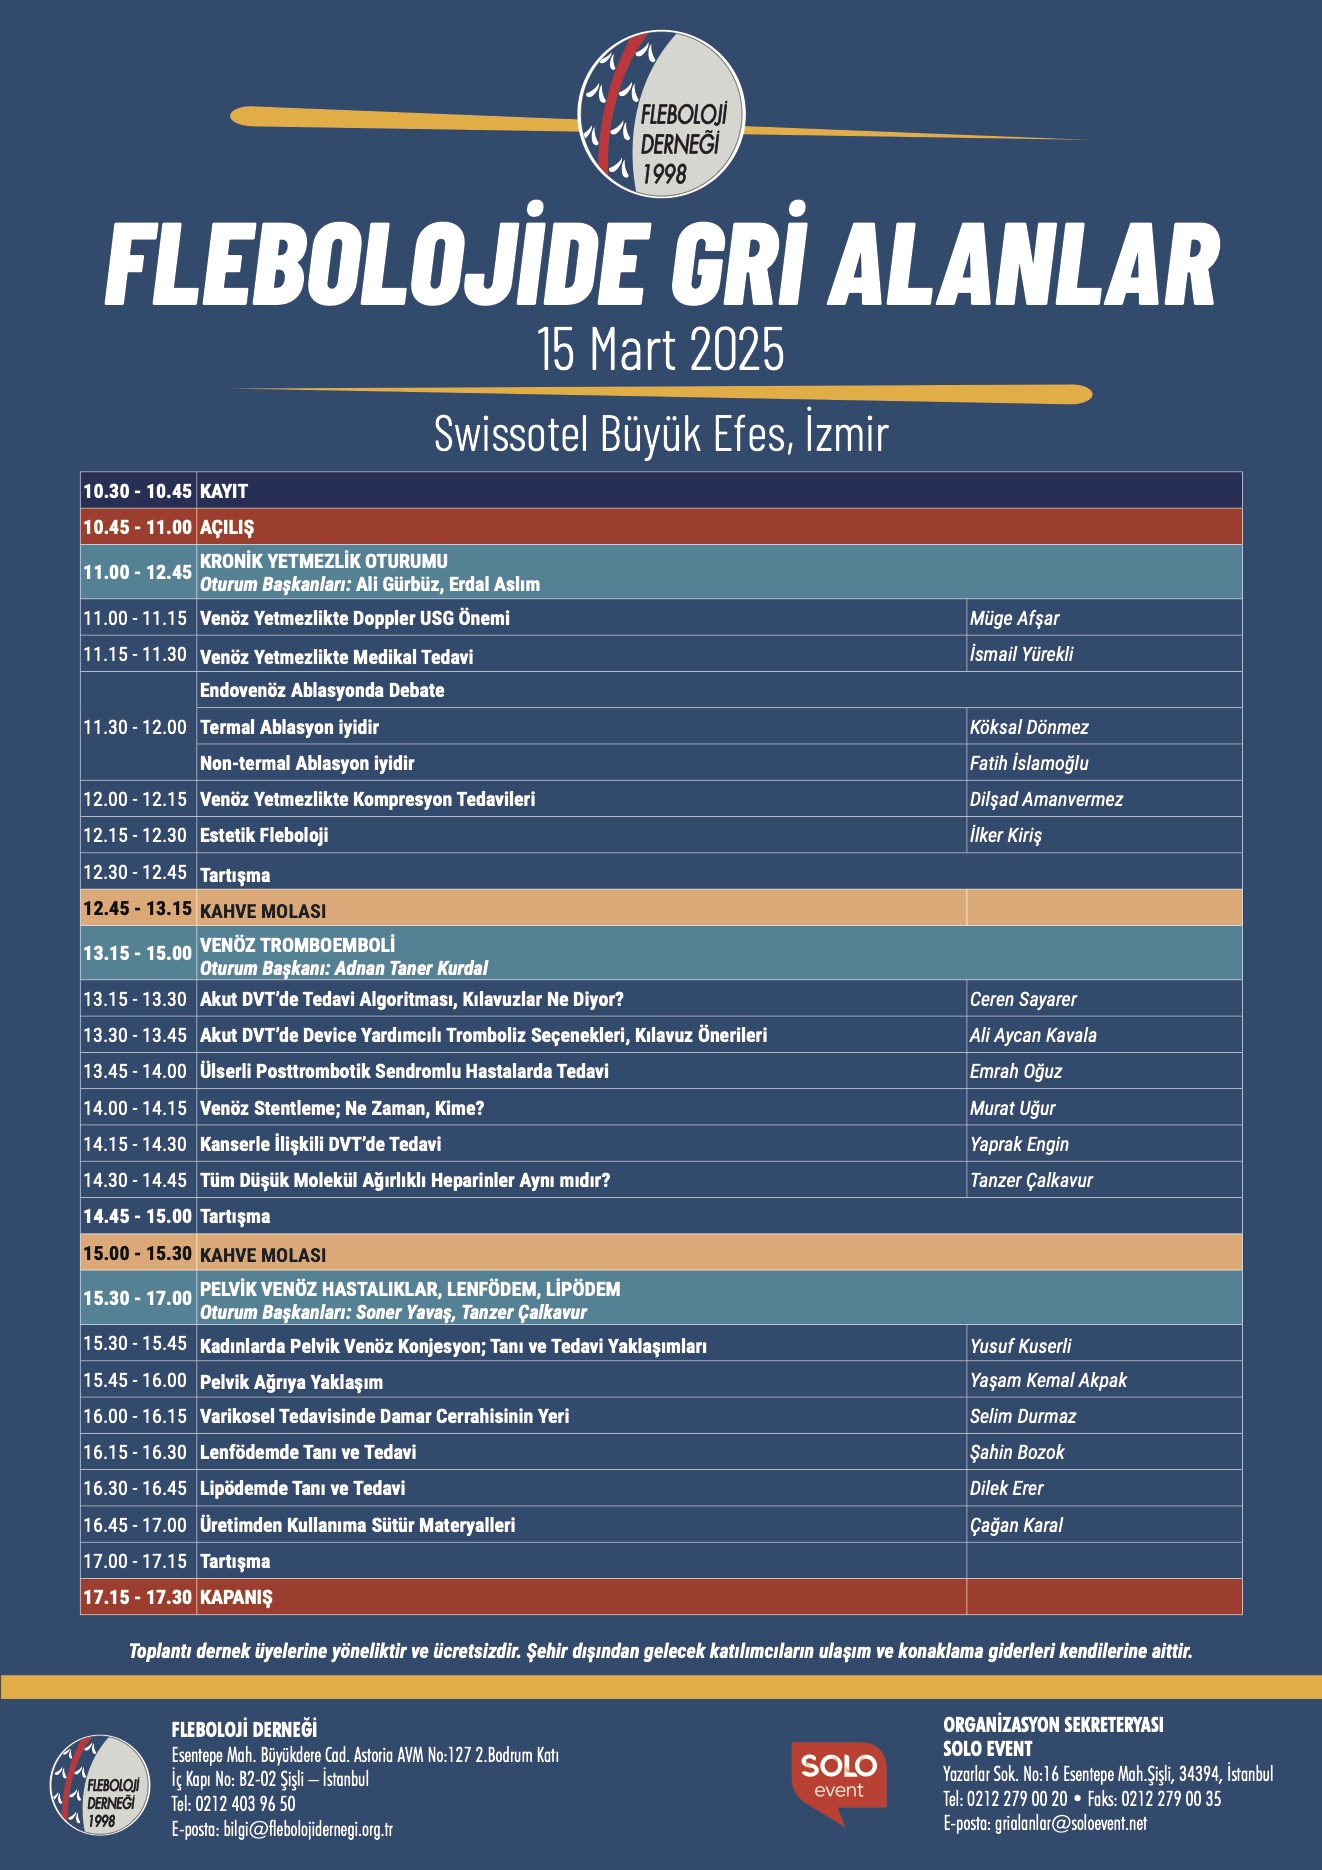 FLEBOLOJİ
DERNEĞİ
1998
FLEBOLOJİDE GRİ ALANLAR
15 Mart 2025
Swissotel Büyük Efes, İzmir
10.30 - 10.45 KAYIT
10.45 - 11.00 AÇILIŞ
11.00 - 12.45 KRONİK YETMEZLİK OTURUMU
Oturum Başkanları: Ali Gürbüz, Erdal Aslım
11.00 - 11.15 Venöz Yetmezlikte Doppler USG Önemi Müge Afşar
11.15 - 11.30 Venöz Yetmezlikte Medikal Tedavi İsmail Yürekli
Endovenöz Ablasyonda Debate
11.30 - 12.00 Termal Ablasyon iyidir Köksal Dönmez
Non-termal Ablasyon iyidir Fatih İslamoğlu
12.00 - 12.15 Venöz Yetmezlikte Kompresyon Tedavileri Dilşad Amanvermez
12.15 - 12.30 Estetik Fleboloji İlker Kiriş
12.30 - 12.45 Tartışma
12.45 - 13.15 KAHVE MOLASI
13.15 - 15.00 VENÖZ TROMBOEMBOLİ
Oturum Başkanı: Adnan Taner Kurdal
13.15 - 13.30 Akut DVT’de Tedavi Algoritması, Kılavuzlar Ne Diyor? Ceren Sayarer
13.30 - 13.45 Akut DVT’de Device Yardımcılı Tromboliz Seçenekleri, Kılavuz Önerileri Ali Aycan Kavala
13.45 - 14.00 Ülserli Posttrombotik Sendromlu Hastalarda Tedavi Emrah Oğuz
14.00 - 14.15 Venöz Stentleme; Ne Zaman, Kime? Murat Uğur
14.15 - 14.30 Kanserle İlişkili DVT’de Tedavi Yaprak Engin
14.30 - 14.45 Tüm Düşük Molekül Ağırlıklı Heparinler Aynı mıdır? Tanzer Çalkavur
14.45 - 15.00 Tartışma
15.00 - 15.30 KAHVE MOLASI
15.30 - 17.00 PELVİK VENÖZ HASTALIKLAR, LENFÖDEM, LİPÖDEM
Oturum Başkanları: Soner Yavaş, Tanzer Çalkavur
15.30 - 15.45 Kadınlarda Pelvik Venöz Konjesyon; Tanı ve Tedavi Yaklaşımları Yusuf Kuserli
15.45 - 16.00 Pelvik Ağrıya Yaklaşım Yaşam Kemal Akpak
16.00 - 16.15 Varikosel Tedavisinde Damar Cerrahisinin Yeri Selim Durmaz
16.15 - 16.30 Lenfödemde Tanı ve Tedavi Şahin Bozok
16.30 - 16.45 Lipödemde Tanı ve Tedavi Dilek Erer
16.45 - 17.00 Üretimden Kullanıma Sütür Materyalleri Çağan Karal
17.00 - 17.15 Tartışma
17.15 - 17.30 KAPANIŞ
Toplantı dernek üyelerine yöneliktir ve ücretsizdir. Şehir dışından gelecek katılımcıların ulaşım ve konaklama giderleri kendilerine aittir.
FLEBOLOJİ
DERNEĞİ
1998
FLEBOLOJİ DERNEĞİ
Esentepe Mah. Büyükdere Cad. Astoria AVM No:127 2.Bodrum Katı
İç Kapı No: B2-02 Şişli – İstanbul
Tel: 0212 403 96 50
E-posta: bilgi@flebolojidernegi.org.tr
SOLO
event
ORGANİZASYON SEKRETERYASI
SOLO EVENT
Yazarlar Sok. No:16 Esentepe Mah.Şişli, 34394, İstanbul
Tel: 0212 279 00 20 • Faks: 0212 279 00 35
E-posta: grialanlar@soloevent.net